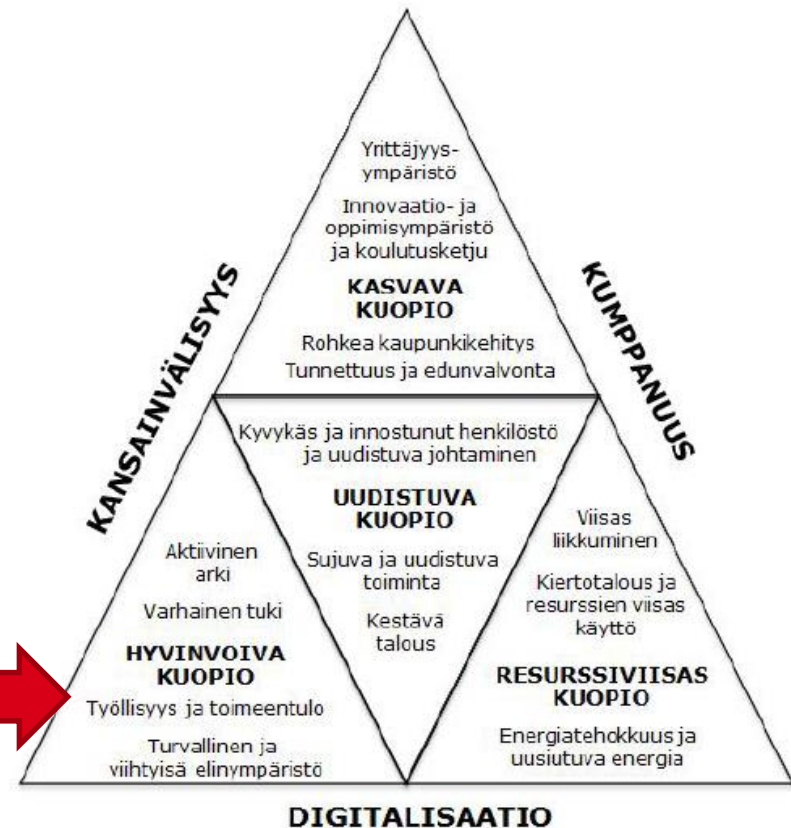 Yrittäjyys-
ympäristö
Innovaatio- ja
oppimisympäristö
ja koulutusketju
KASVAVA
KUOPIO
Rohkea kaupunkikehitys
Tunnettuus ja edunvalvonta
KANSAINVÄLISYYS
KUMPPANUUS
Kyvykäs ja innostunut henkilöstö
ja uudistuva johtaminen
UUDISTUVA
KUOPIO
Sujuva ja uudistuva
toiminta
Kestävä
talous
Aktiivinen
arki
Varhainen tuki
HYVINVOIVA
KUOPIO
Työllisyys ja toimeentulo
Turvallinen ja
viihtyisä elinympäristö
Viisas
liikkuminen
Kiertotalous ja
resurssien viisas
käyttö
RESURSSIVIISAS
KUOPIO
Energiatehokkuus ja
uusiutuva energia
DIGITALISAATIO